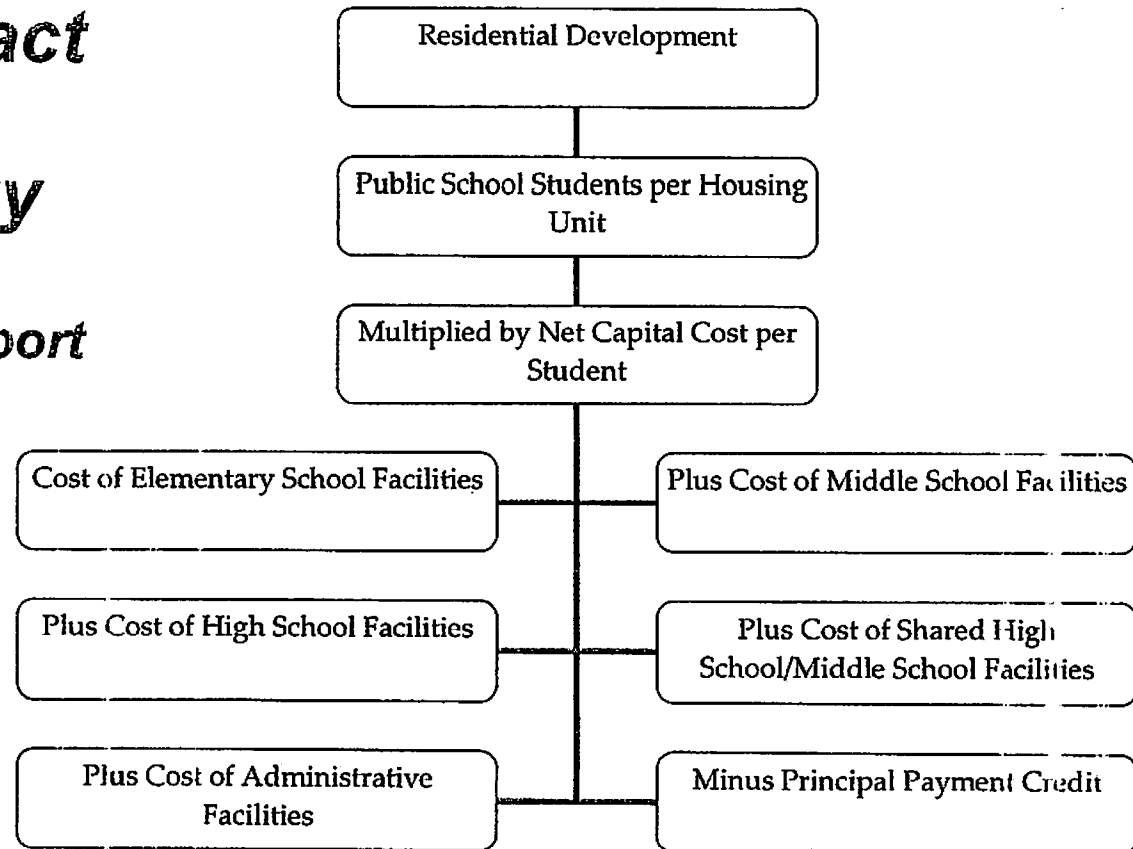 act
y
port
Residential Development
Public School Students per Housing
Unit
Multiplied by Net Capital Cost per
Student
Cost of Elementary School Facilities
Plus Cost of Middle School Facilities
Plus Cost of High School Facilities
Plus Cost of Shared High
School/Middle School Facilities
Plus Cost of Administrative
Facilities
Minus Principal Payment Credit